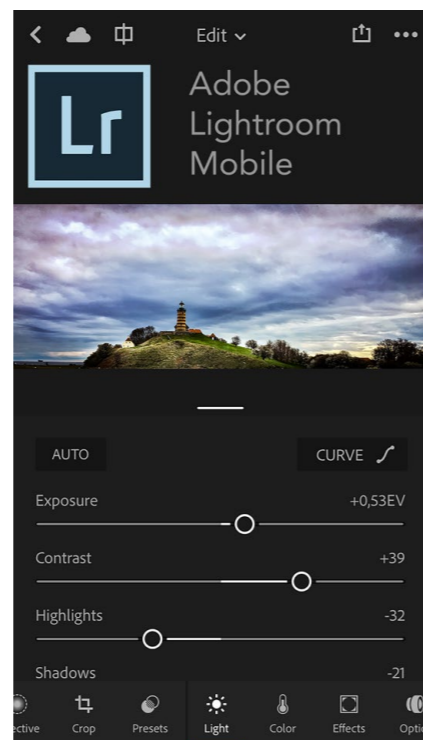 Edit
Lr
Adobe
Lightroom
Mobile
AUTO
CURVE
Exposure +0,53EV
Contrast +39
Highlights -32
Shadows -21
ective Crop Presets Light Color Effects Optic